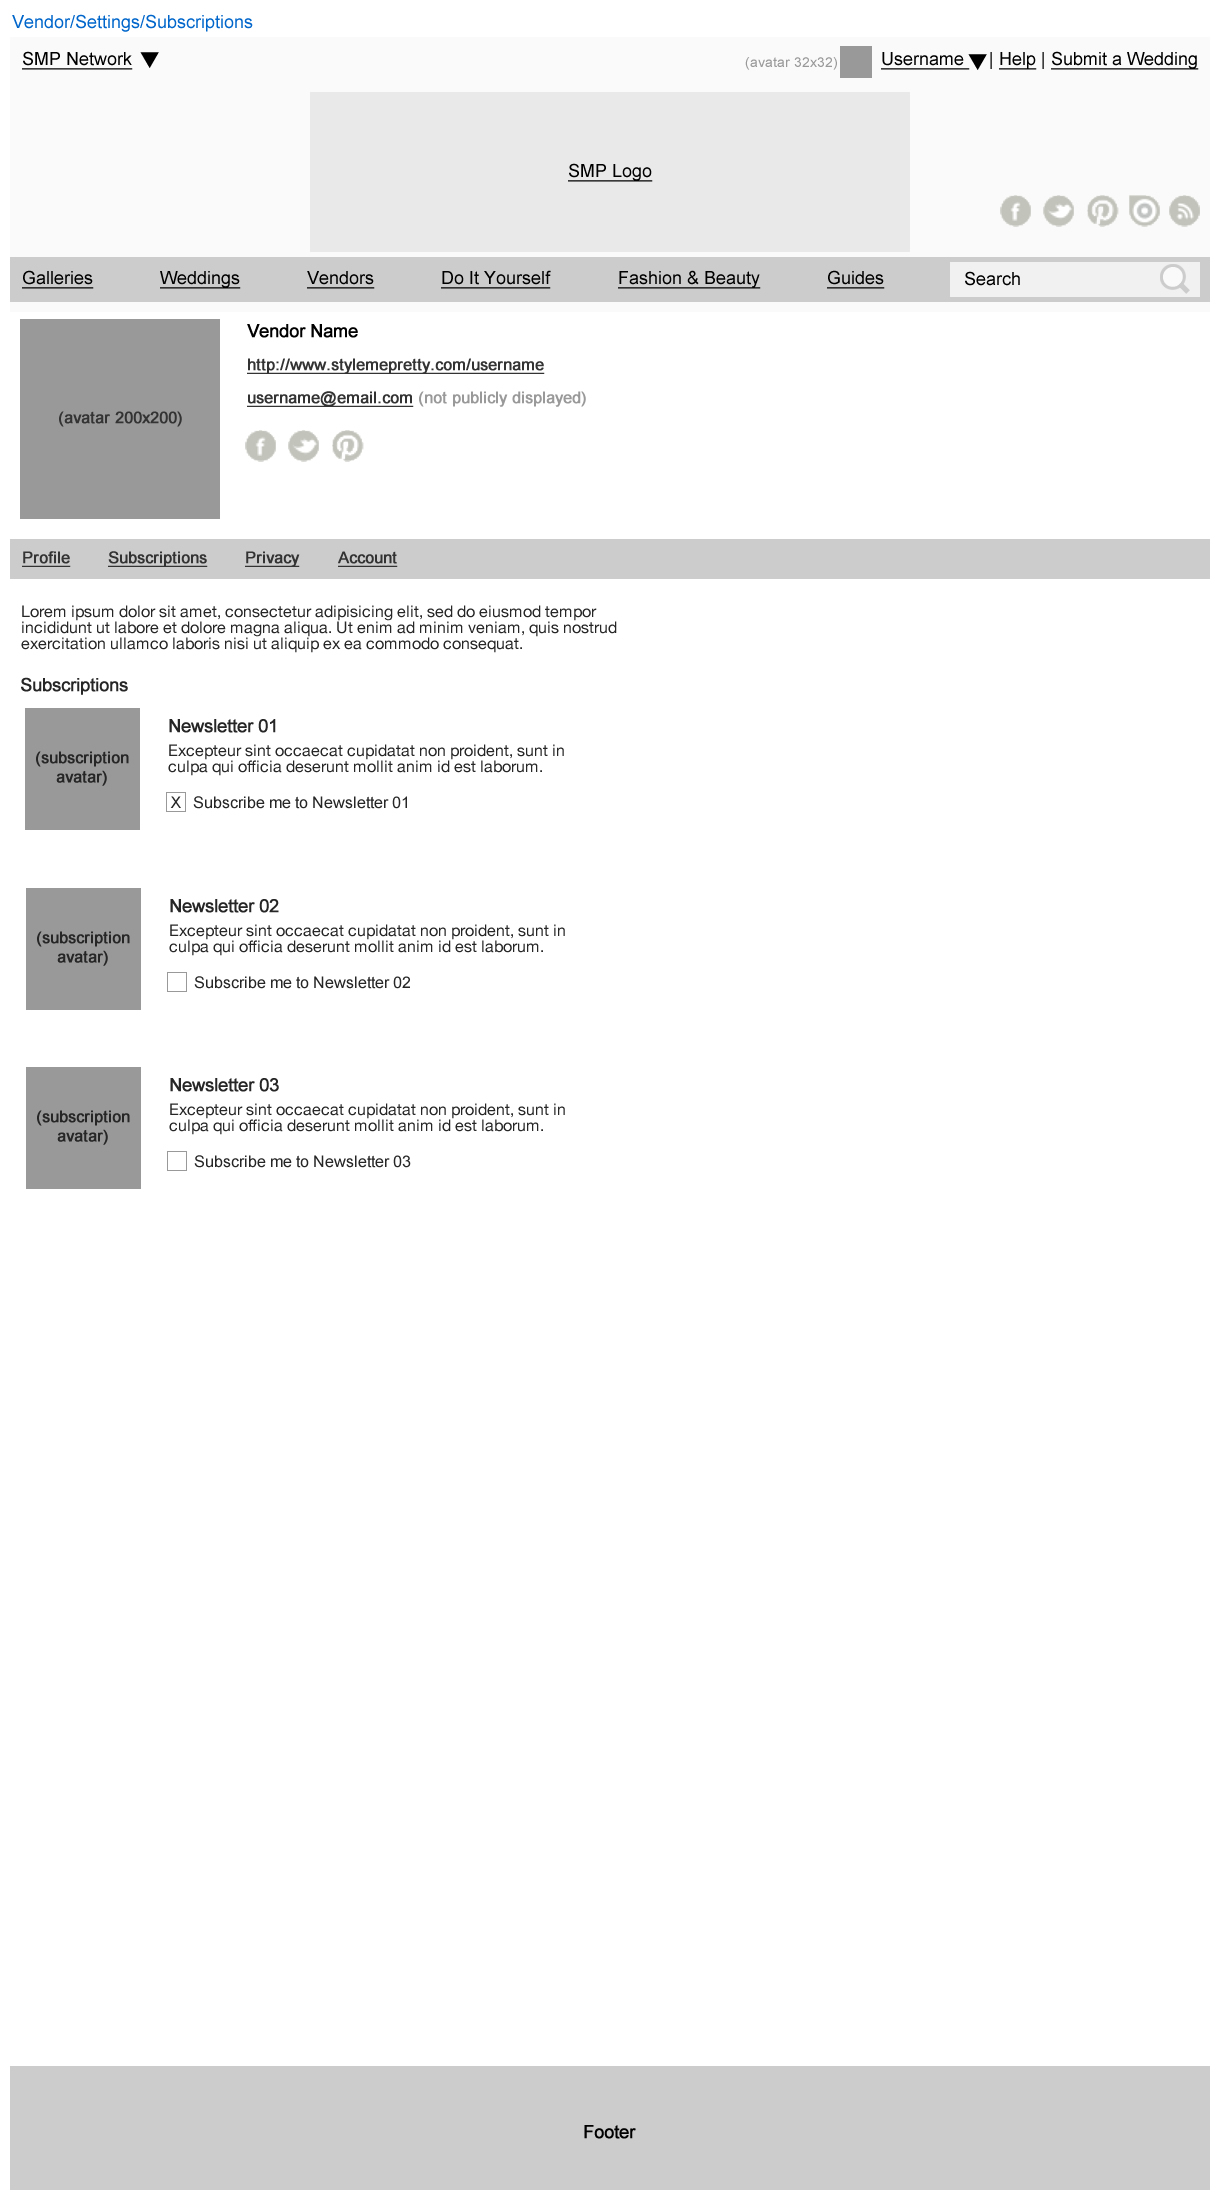 Vendor/Settings/Subscriptions
SMP Network
(avatar 32x32) Username | Help | Submit a Wedding
SMP Logo
Galleries Weddings Vendors Do It Yourself Fashion & Beauty Guides Search
(avatar 200x200)
Vendor Name
http://www.stylemepretty.com/username
username@email.com (not publicly displayed)
Profile Subscriptions Privacy Account
Lorem ipsum dolor sit amet, consectetur adipisicing elit, sed do eiusmod tempor
incididunt ut labore et dolore magna aliqua. Ut enim ad minim veniam, quis nostrud
exercitation ullamco laboris nisi ut aliquip ex ea commodo consequat.
Subscriptions
(subscription
avatar)
Newsletter 01
Excepteur sint occaecat cupidatat non proident, sunt in
culpa qui officia deserunt mollit anim id est laborum.
X Subscribe me to Newsletter 01
(subscription
avatar)
Newsletter 02
Excepteur sint occaecat cupidatat non proident, sunt in
culpa qui officia deserunt mollit anim id est laborum.
Subscribe me to Newsletter 02
(subscription
avatar)
Newsletter 03
Excepteur sint occaecat cupidatat non proident, sunt in
culpa qui officia deserunt mollit anim id est laborum.
Subscribe me to Newsletter 03
Footer